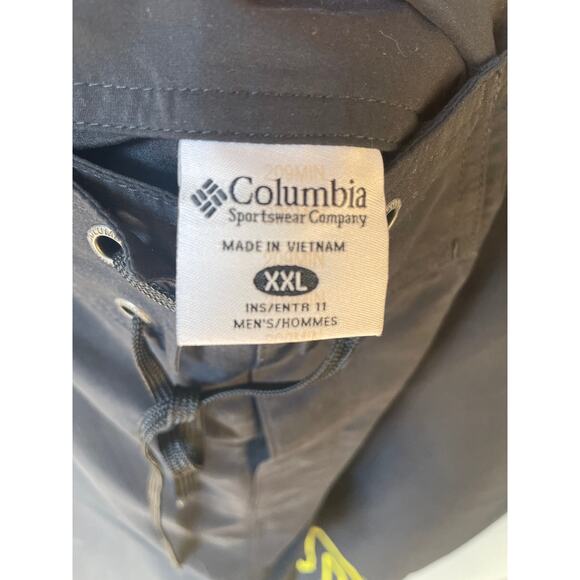 Columbia
Sportswear Company
MADE IN VIETNAM
XXL
INS/ENTR 11
MEN'S/HOMMES